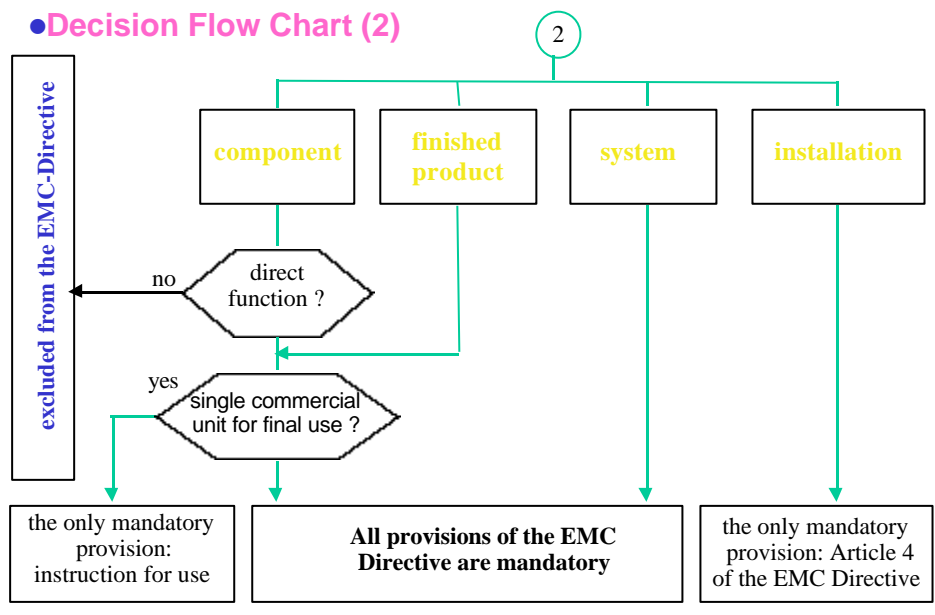 ●Decision Flow Chart (2)
2
excluded from the EMC-Directive
component
finished
product
system
installation
direct
function ?
no
yes
single commercial
unit for final use ?
the only mandatory
provision:
instruction for use
All provisions of the EMC
Directive are mandatory
the only mandatory
provision: Article 4
of the EMC Directive